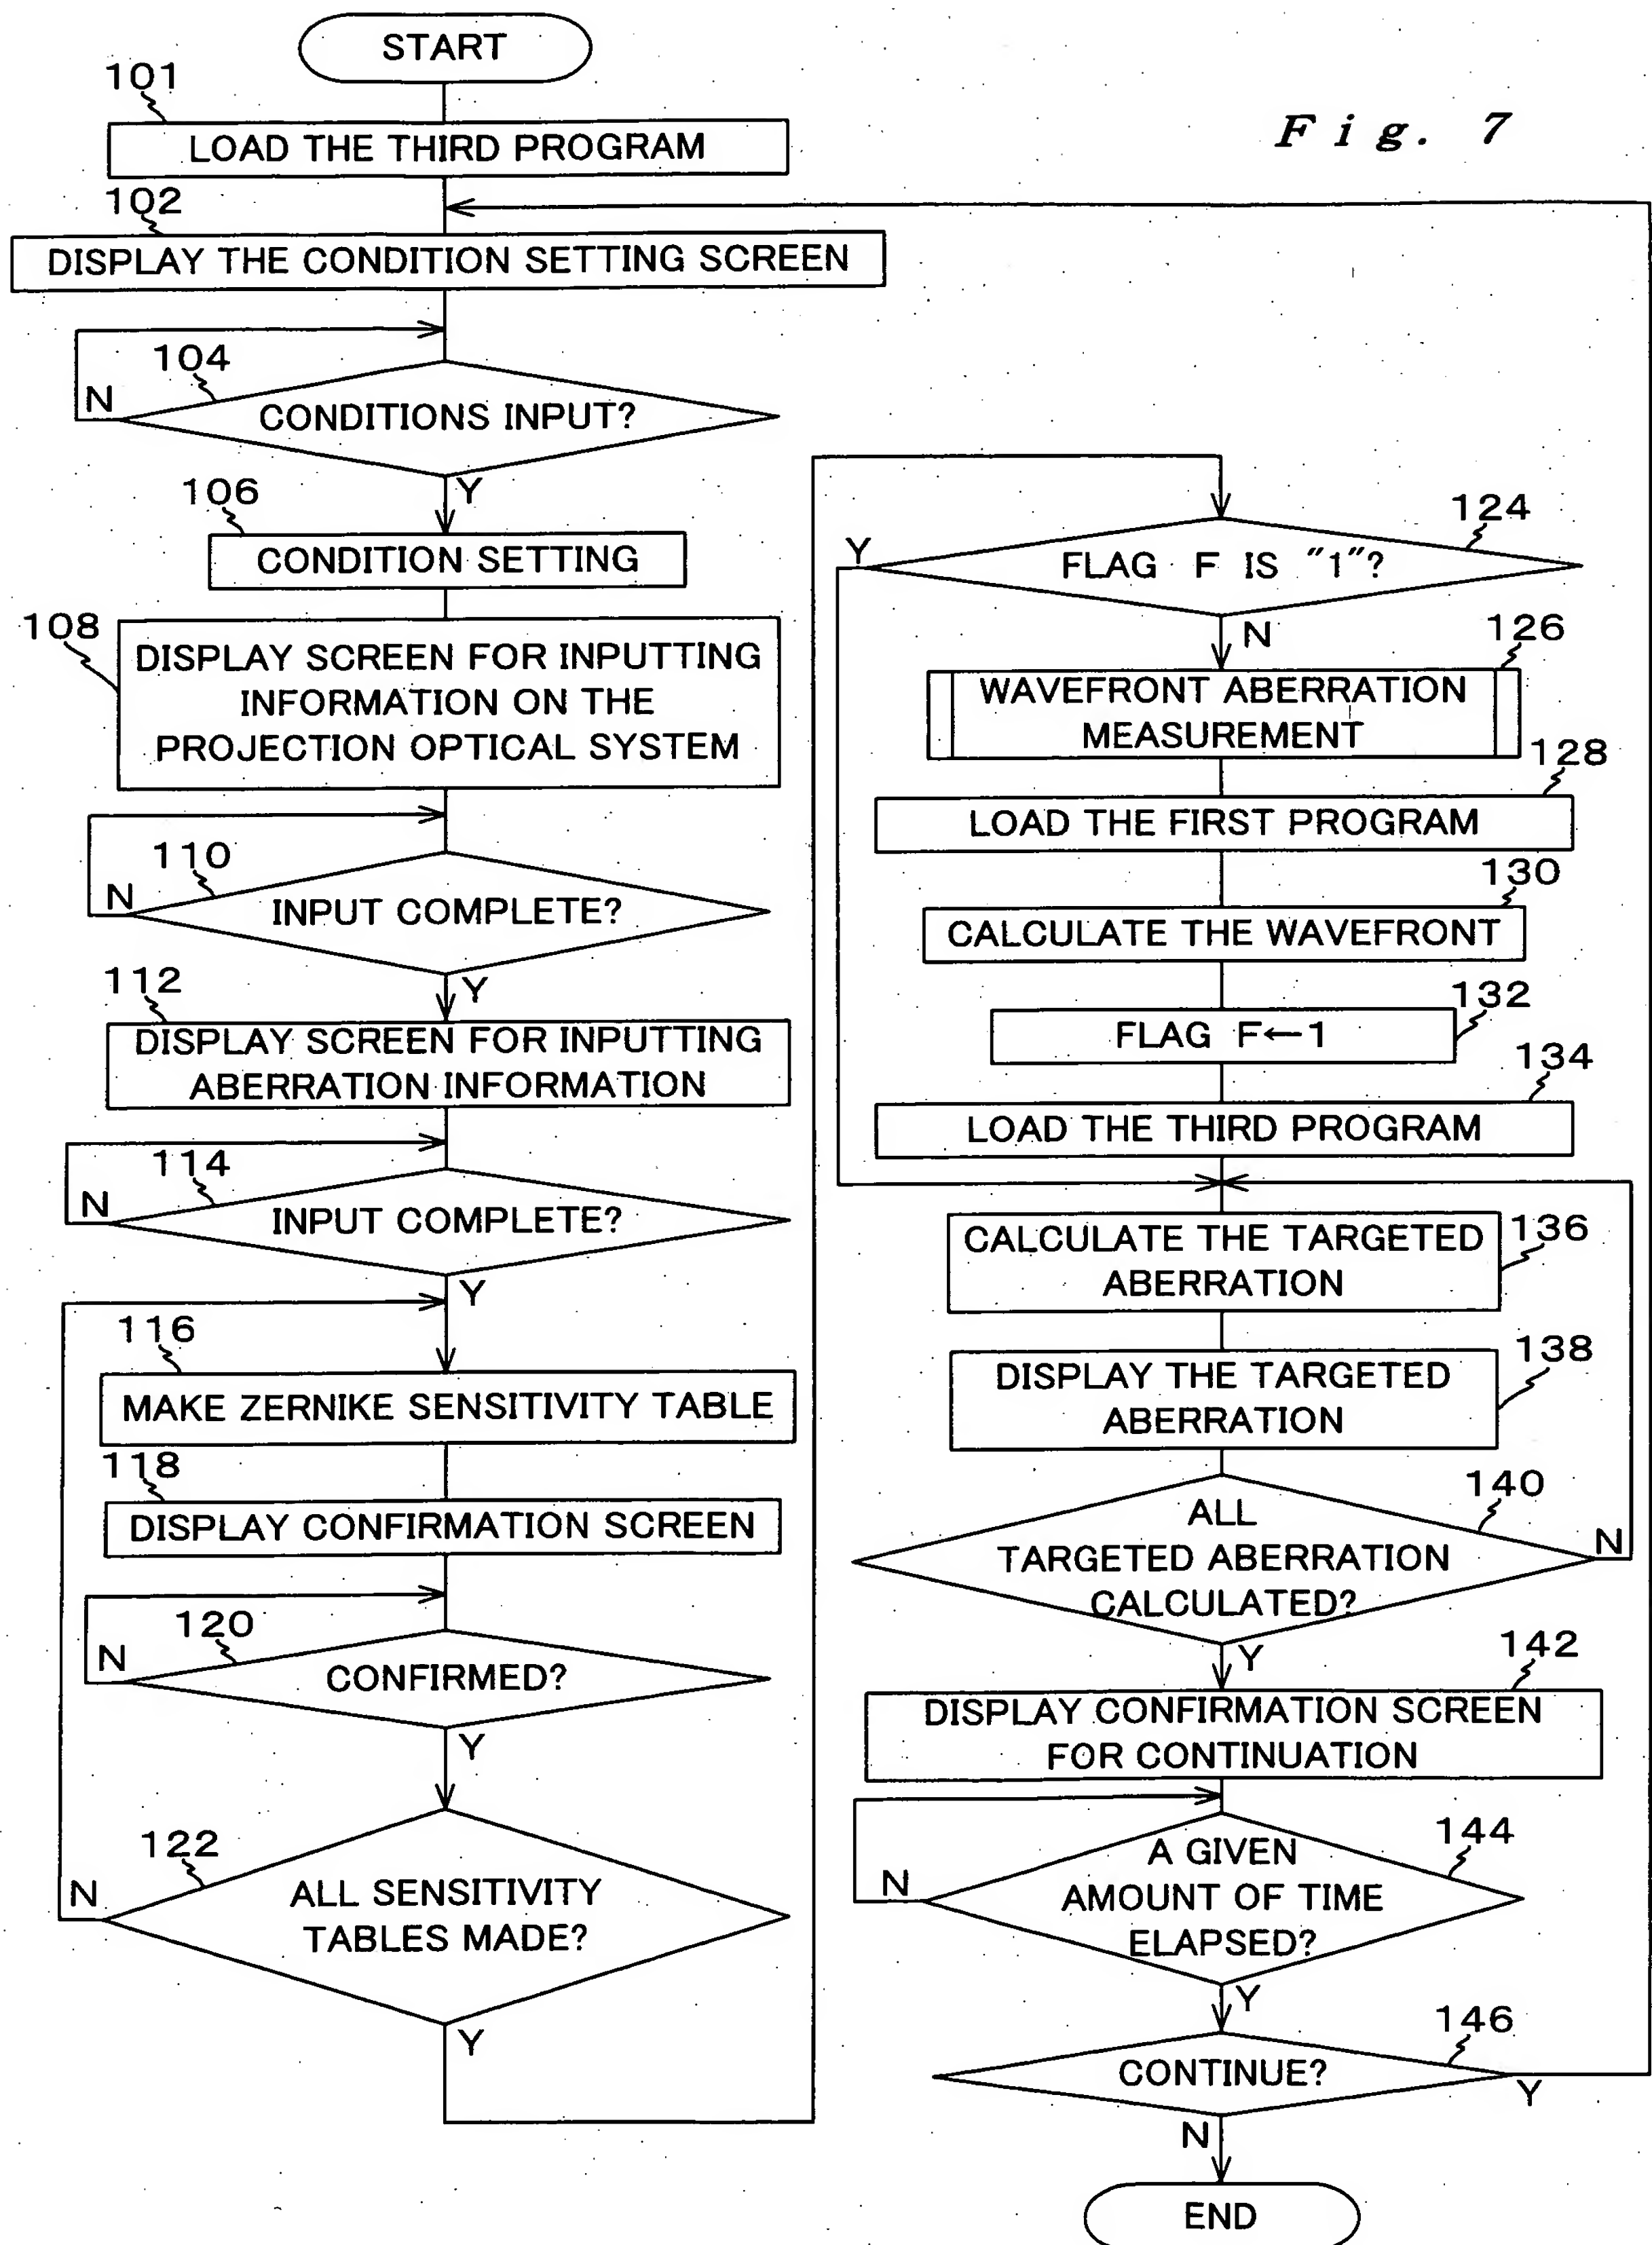 START
Fig. 7
101
LOAD THE THIRD PROGRAM
102
DISPLAY THE CONDITION SETTING SCREEN
104
CONDITIONS INPUT?
N
Y
106
CONDITION SETTING
108
DISPLAY SCREEN FOR INPUTTING
INFORMATION ON THE
PROJECTION OPTICAL SYSTEM
110
INPUT COMPLETE?
N
Y
112
DISPLAY SCREEN FOR INPUTTING
ABERRATION INFORMATION
114
INPUT COMPLETE?
N
Y
116
MAKE ZERNIKE SENSITIVITY TABLE
118
DISPLAY CONFIRMATION SCREEN
120
CONFIRMED?
N
Y
122
ALL SENSITIVITY
TABLES MADE?
N
Y
124
FLAG F IS "1"?
Y
N
126
WAVEFRONT ABERRATION
MEASUREMENT
128
LOAD THE FIRST PROGRAM
130
CALCULATE THE WAVEFRONT
132
FLAG F←1
134
LOAD THE THIRD PROGRAM
136
CALCULATE THE TARGETED
ABERRATION
138
DISPLAY THE TARGETED
ABERRATION
140
ALL
TARGETED ABERRATION
CALCULATED?
N
Y
142
DISPLAY CONFIRMATION SCREEN
FOR CONTINUATION
144
A GIVEN
AMOUNT OF TIME
ELAPSED?
N
Y
146
CONTINUE?
Y
N
END